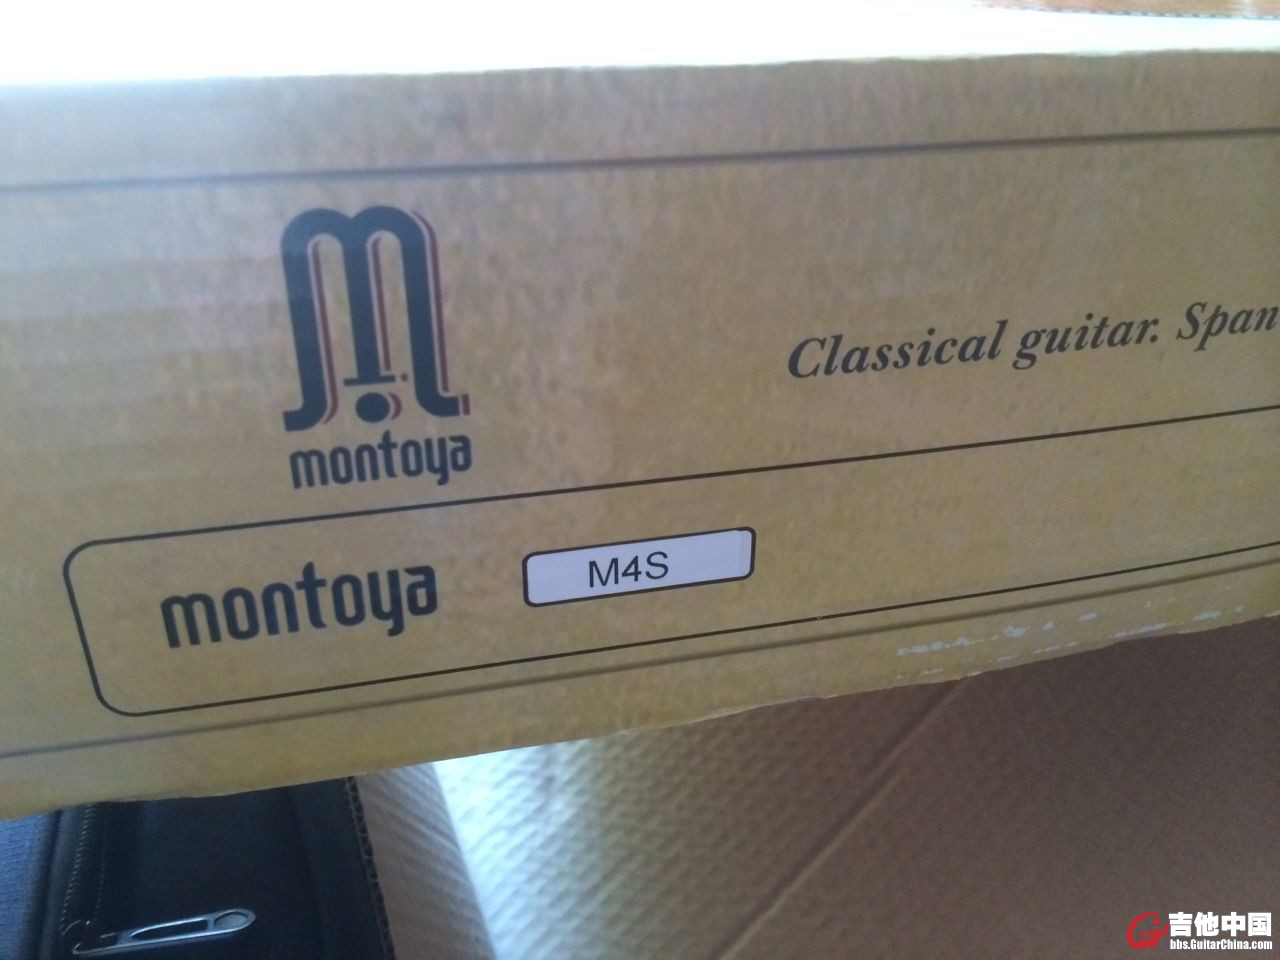 montoya
Classical guitar. Span
montoya
M4S
吉他中国
bbs.GuitarChina.com